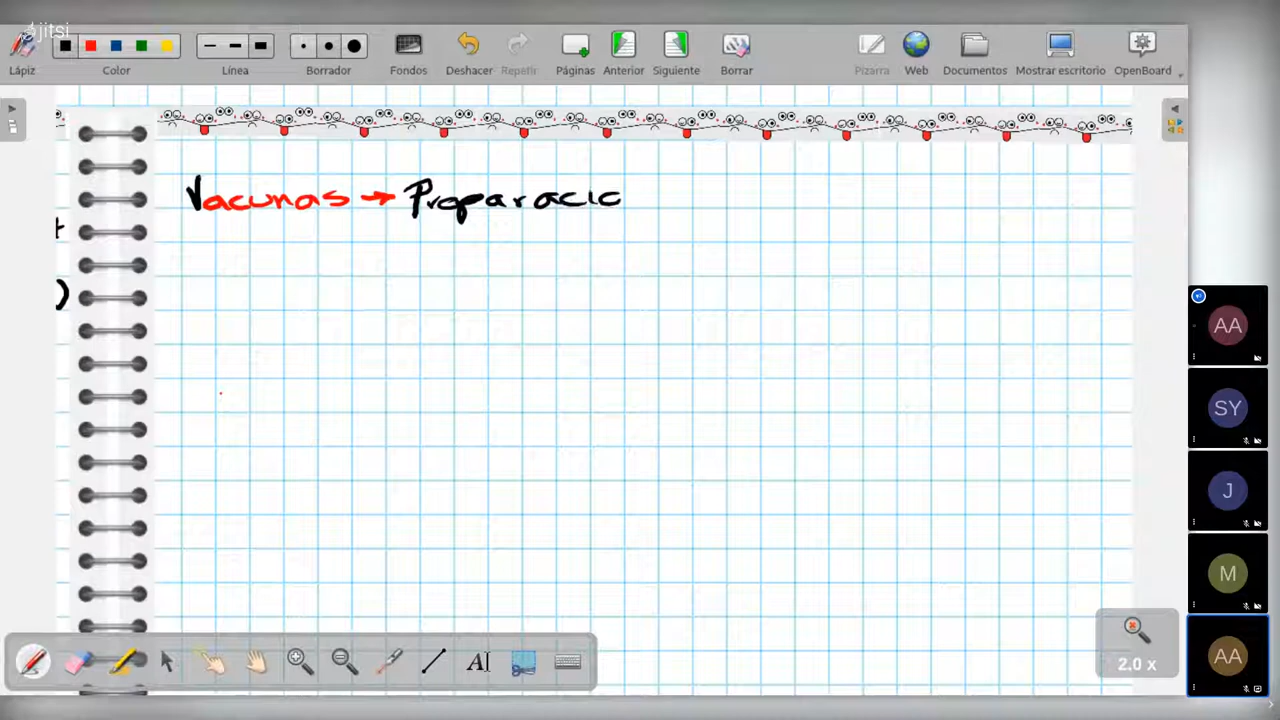 jitsi
Lápiz Color Línea Borrador Fondos Deshacer Repetir Páginas Anterior Siguiente Borrar Pizarra Web Documentos Mostrar escritorio OpenBoard
Vacunas → Preparacio
)
AA
SY
J
M
AA
2.0 x